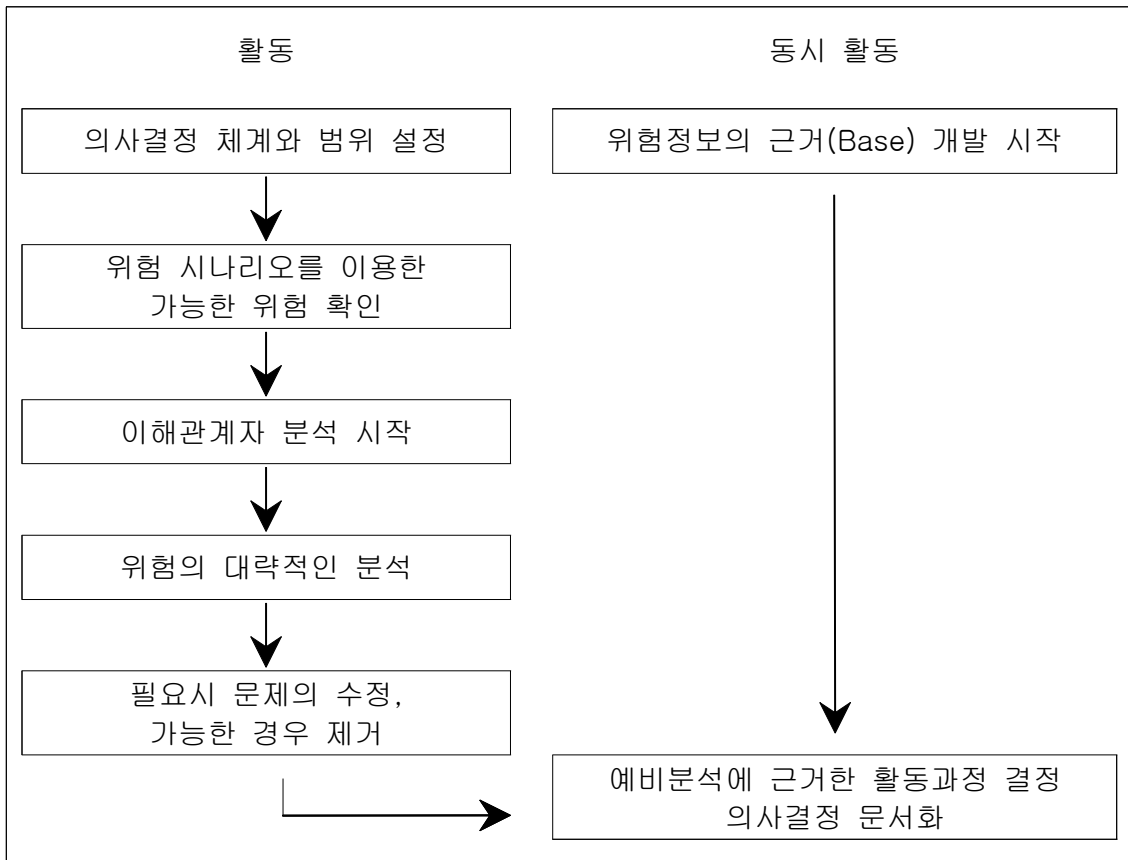 활동
의사결정 체계와 범위 설정
위험 시나리오를 이용한
가능한 위험 확인
이해관계자 분석 시작
위험의 대략적인 분석
필요시 문제의 수정,
가능한 경우 제거
동시 활동
위험정보의 근거(Base) 개발 시작
예비분석에 근거한 활동과정 결정
의사결정 문서화